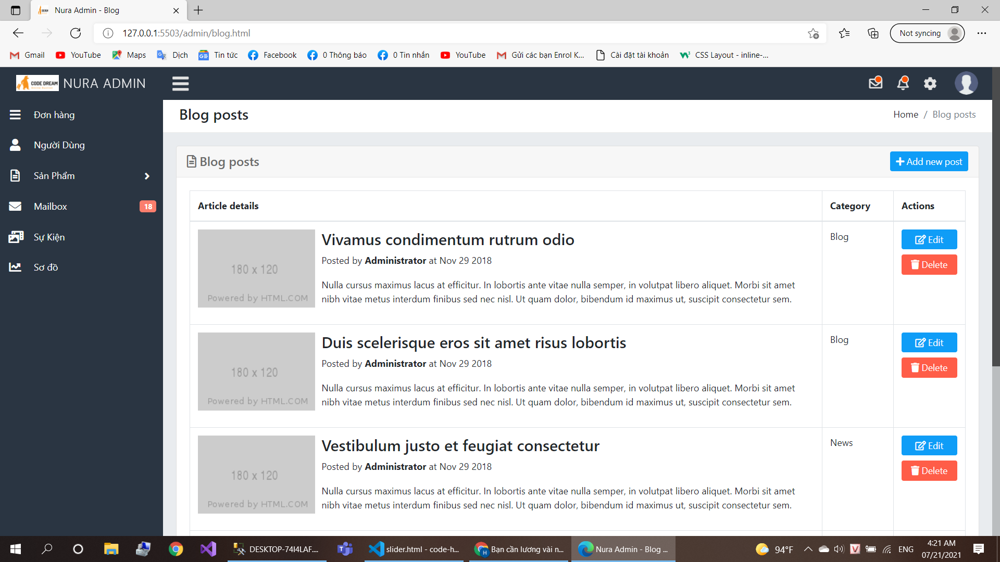 Nura Admin - Blog
127.0.0.1:5503/admin/blog.html
Not syncing
Gmail YouTube Maps Dịch Tin tức Facebook 0 Thông báo 0 Tin nhắn YouTube Gửi các bạn Enrol K... Cài đặt tài khoản CSS Layout - inline-...
CODE DREAM NURA ADMIN
Đơn hàng
Người Dùng
Sản Phẩm
Mailbox 18
Sự Kiện
Sơ đồ
Blog posts
Home / Blog posts
Blog posts
Add new post
Article details Category Actions
180 x 120
Powered by HTML.COM
Vivamus condimentum rutrum odio
Posted by Administrator at Nov 29 2018
Nulla cursus maximus lacus at efficitur. In lobortis ante vitae nulla semper, in volutpat libero aliquet. Morbi sit amet
nibh vitae metus interdum finibus sed nec nisl. Ut quam dolor, bibendum id maximus ut, suscipit consectetur sem.
Blog
Edit
Delete
180 x 120
Powered by HTML.COM
Duis scelerisque eros sit amet risus lobortis
Posted by Administrator at Nov 29 2018
Nulla cursus maximus lacus at efficitur. In lobortis ante vitae nulla semper, in volutpat libero aliquet. Morbi sit amet
nibh vitae metus interdum finibus sed nec nisl. Ut quam dolor, bibendum id maximus ut, suscipit consectetur sem.
Blog
Edit
Delete
180 x 120
Powered by HTML.COM
Vestibulum justo et feugiat consectetur
Posted by Administrator at Nov 29 2018
Nulla cursus maximus lacus at efficitur. In lobortis ante vitae nulla semper, in volutpat libero aliquet. Morbi sit amet
nibh vitae metus interdum finibus sed nec nisl. Ut quam dolor, bibendum id maximus ut, suscipit consectetur sem.
News
Edit
Delete
DESKTOP-74I4LAF.... slider.html - code-h... Bạn cần lương vài n... Nura Admin - Blog ... 94°F ENG
4:21 AM
07/21/2021